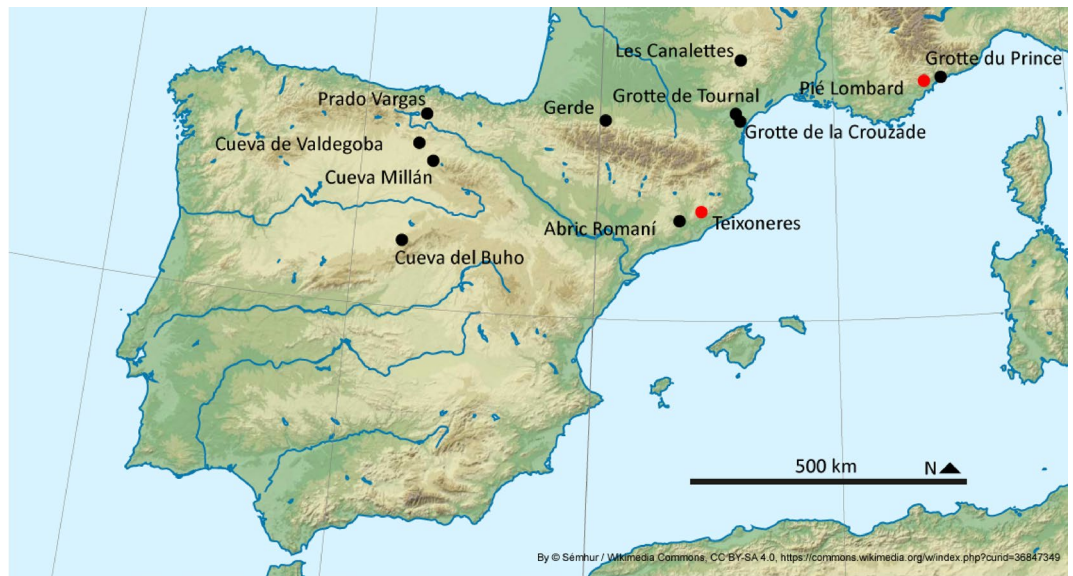 Les Canalettes
Grotte du Prince
Pié Lombard
Prado Vargas
Grotte de Tournal
Gerde
Grotte de la Crouzade
Cueva de Valdegoba
Cueva Millán
Abric Romaní
Teixoneres
Cueva del Buho
500 km
N
By © Sémhur / Wikimedia Commons, CC BY-SA 4.0, https://commons.wikimedia.org/w/index.php?curid=36847349